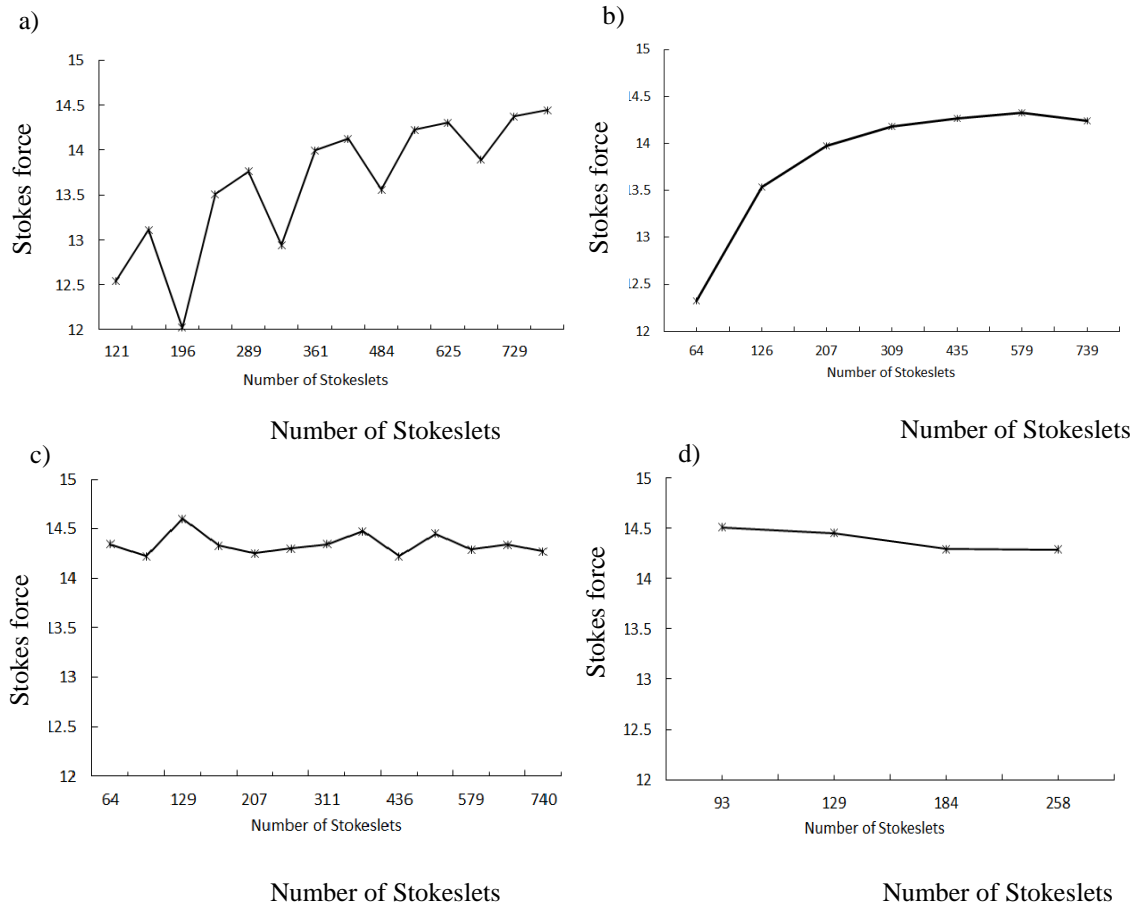 a)
15
14.5
14
13.5
13
12.5
12
Stokes force
121 196 289 361 484 625 729
Number of Stokeslets
Number of Stokeslets
b)
15
14.5
14
13.5
13
12.5
12
Stokes force
64 126 207 309 435 579 739
Number of Stokeslets
Number of Stokeslets
c)
15
14.5
14
13.5
13
12.5
12
Stokes force
64 129 207 311 436 579 740
Number of Stokeslets
Number of Stokeslets
d)
15
14.5
14
13.5
13
12.5
12
Stokes force
93 129 184 258
Number of Stokeslets
Number of Stokeslets